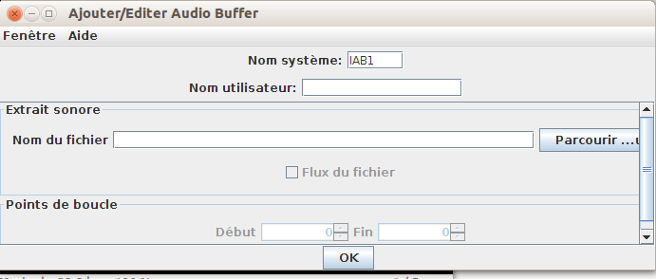 Ajouter/Editer Audio Buffer
Fenêtre Aide
Nom système: IAB1
Nom utilisateur:
Extrait sonore
Nom du fichier Parcourir ...
Flux du fichier
Points de boucle
Début 0 Fin 0
OK